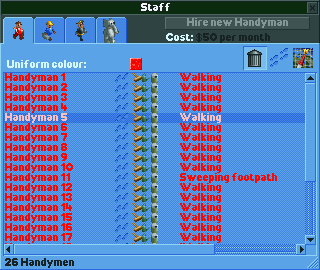 Staff
Hire new Handyman
Cost: $50 per month
Uniform colour:
Handyman 1 Walking
Handyman 2 Walking
Handyman 3 Walking
Handyman 4 Walking
Handyman 5 Walking
Handyman 6 Walking
Handyman 7 Walking
Handyman 8 Walking
Handyman 9 Walking
Handyman 10 Walking
Handyman 11 Sweeping footpath
Handyman 12 Walking
Handyman 13 Walking
Handyman 14 Walking
Handyman 15 Walking
Handyman 16 Walking
Handyman 17 Walking
26 Handymen